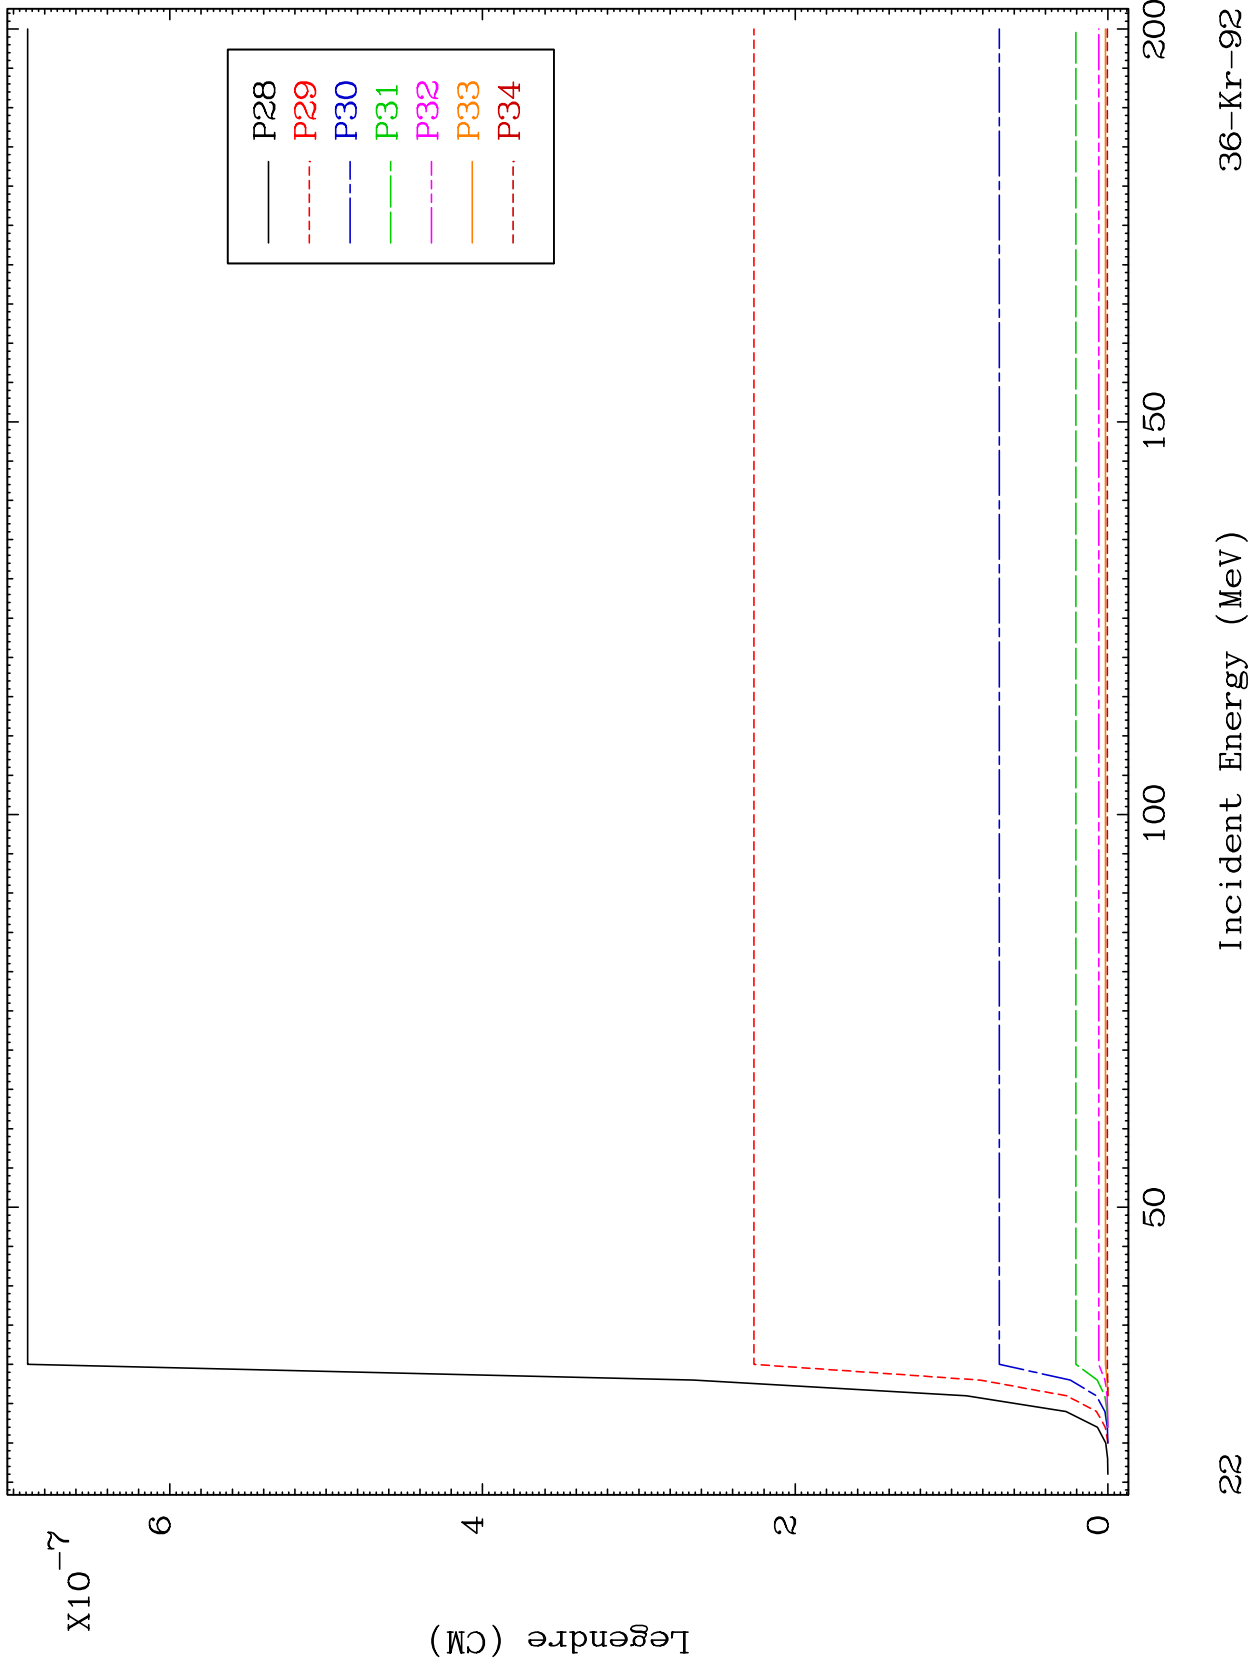 X10
-7
6
4
2
0
Legendre (CM)
P28
P29
P30
P31
P32
P33
P34
50
100
150
200
22
Incident Energy (MeV)
36-Kr-92